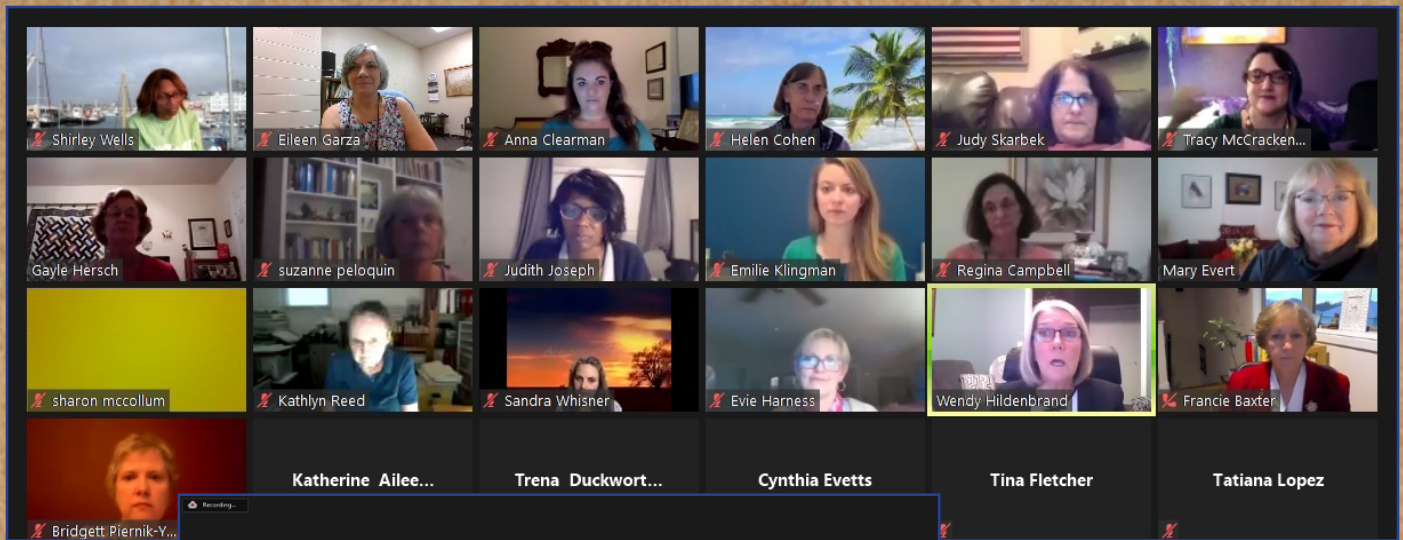 Shirley Wells
Eileen Garza
Anna Clearman
Helen Cohen
Judy Skarbek
Tracy McCracken...
Gayle Hersch
suzanne peloquin
Judith Joseph
Emilie Klingman
Regina Campbell
Mary Evert
sharon mccollum
Kathlyn Reed
Sandra Whisner
Evie Harness
Wendy Hildenbrand
Francie Baxter
Bridgett Piernik-Y...
Katherine Ailee...
Trena Duckwort...
Cynthia Evetts
Tina Fletcher
Tatiana Lopez
Recording...